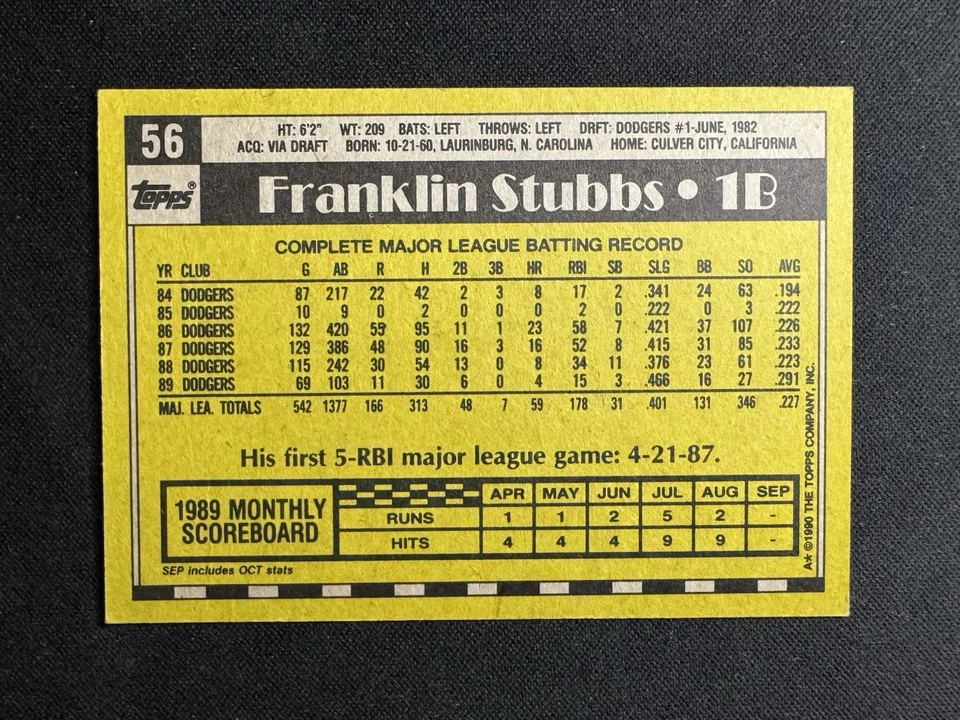 56
HT: 6'2" WT: 209 BATS: LEFT THROWS: LEFT DRFT: DODGERS #1-JUNE, 1982
ACQ: VIA DRAFT BORN: 10-21-60, LAURINBURG, N. CAROLINA HOME: CULVER CITY, CALIFORNIA
Topps®
Franklin Stubbs • 1B
COMPLETE MAJOR LEAGUE BATTING RECORD
YR CLUB G AB R H 2B 3B HR RBI SB SLG BB SO AVG
84 DODGERS 87 217 22 42 2 3 8 17 2 .341 24 63 .194
85 DODGERS 10 9 0 2 0 0 0 2 0 .222 0 3 .222
86 DODGERS 132 420 55 95 11 1 23 58 7 .421 37 107 .226
87 DODGERS 129 386 48 90 16 3 16 52 8 .415 31 85 .233
88 DODGERS 115 242 30 54 13 0 8 34 11 .376 23 61 .223
89 DODGERS 69 103 11 30 6 0 4 15 3 .466 16 27 .291
MAJ. LEA. TOTALS 542 1377 166 313 48 7 59 178 31 .401 131 346 .227
His first 5-RBI major league game: 4-21-87.
1989 MONTHLY
SCOREBOARD
APR MAY JUN JUL AUG SEP
RUNS 1 1 2 5 2 -
HITS 4 4 4 9 9 -
SEP includes OCT stats
A* ©1990 THE TOPPS COMPANY, INC.